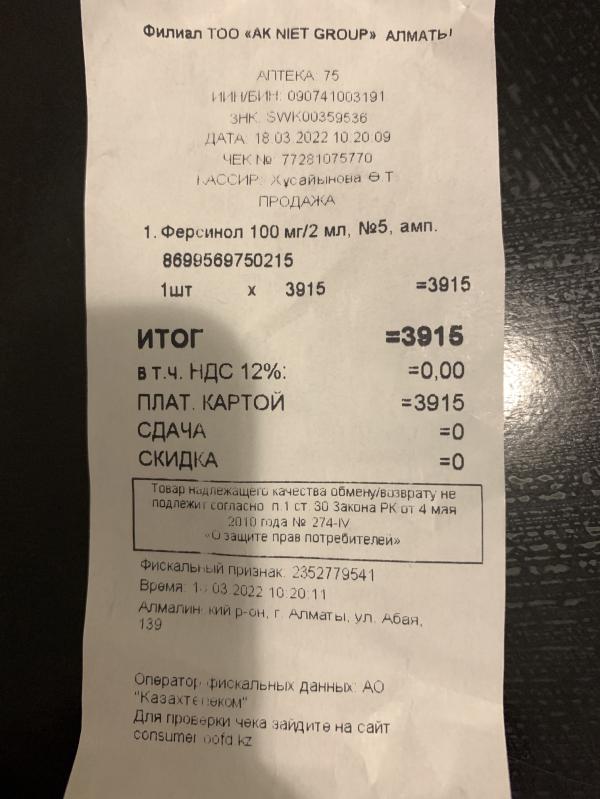 Филиал ТОО «AK NIET GROUP» АЛМАТЫ
АПТЕКА: 75
ИИН/БИН: 090741003191
ЗНК: SWK00359536
ДАТА: 18.03.2022 10:20:09
ЧЕК №: 77281075770
КАССИР: Хусайынова Ө.Т
ПРОДАЖА
1. Ферсинол 100 мг/2 мл, №5, амп.
8699569750215
1шт х 3915 =3915
ИТОГ =3915
в т.ч. НДС 12%: =0,00
ПЛАТ. КАРТОЙ =3915
СДАЧА =0
СКИДКА =0
Товар надлежащего качества обмену/возврату не
подлежит согласно п.1 ст. 30 Закона РК от 4 мая
2010 года № 274-IV
«О защите прав потребителей»
Фискальный признак: 2352779541
Время: 03.2022 10:20:11
Алмалинский р-он, г. Алматы, ул. Абая,
139
Оператор фискальных данных: АО
"Казахтелеком"
Для проверки чека зайдите на сайт
consumer.oofd.kz